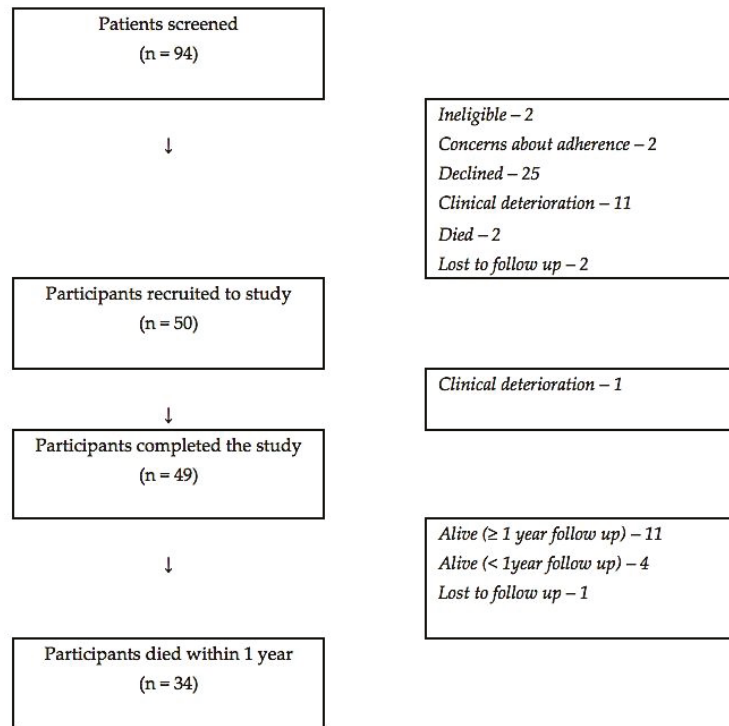 Patients screened
(n = 94)
↓
Ineligible – 2
Concerns about adherence – 2
Declined – 25
Clinical deterioration – 11
Died – 2
Lost to follow up – 2
Participants recruited to study
(n = 50)
↓
Clinical deterioration – 1
Participants completed the study
(n = 49)
↓
Alive (≥ 1 year follow up) – 11
Alive (< 1year follow up) – 4
Lost to follow up – 1
Participants died within 1 year
(n = 34)